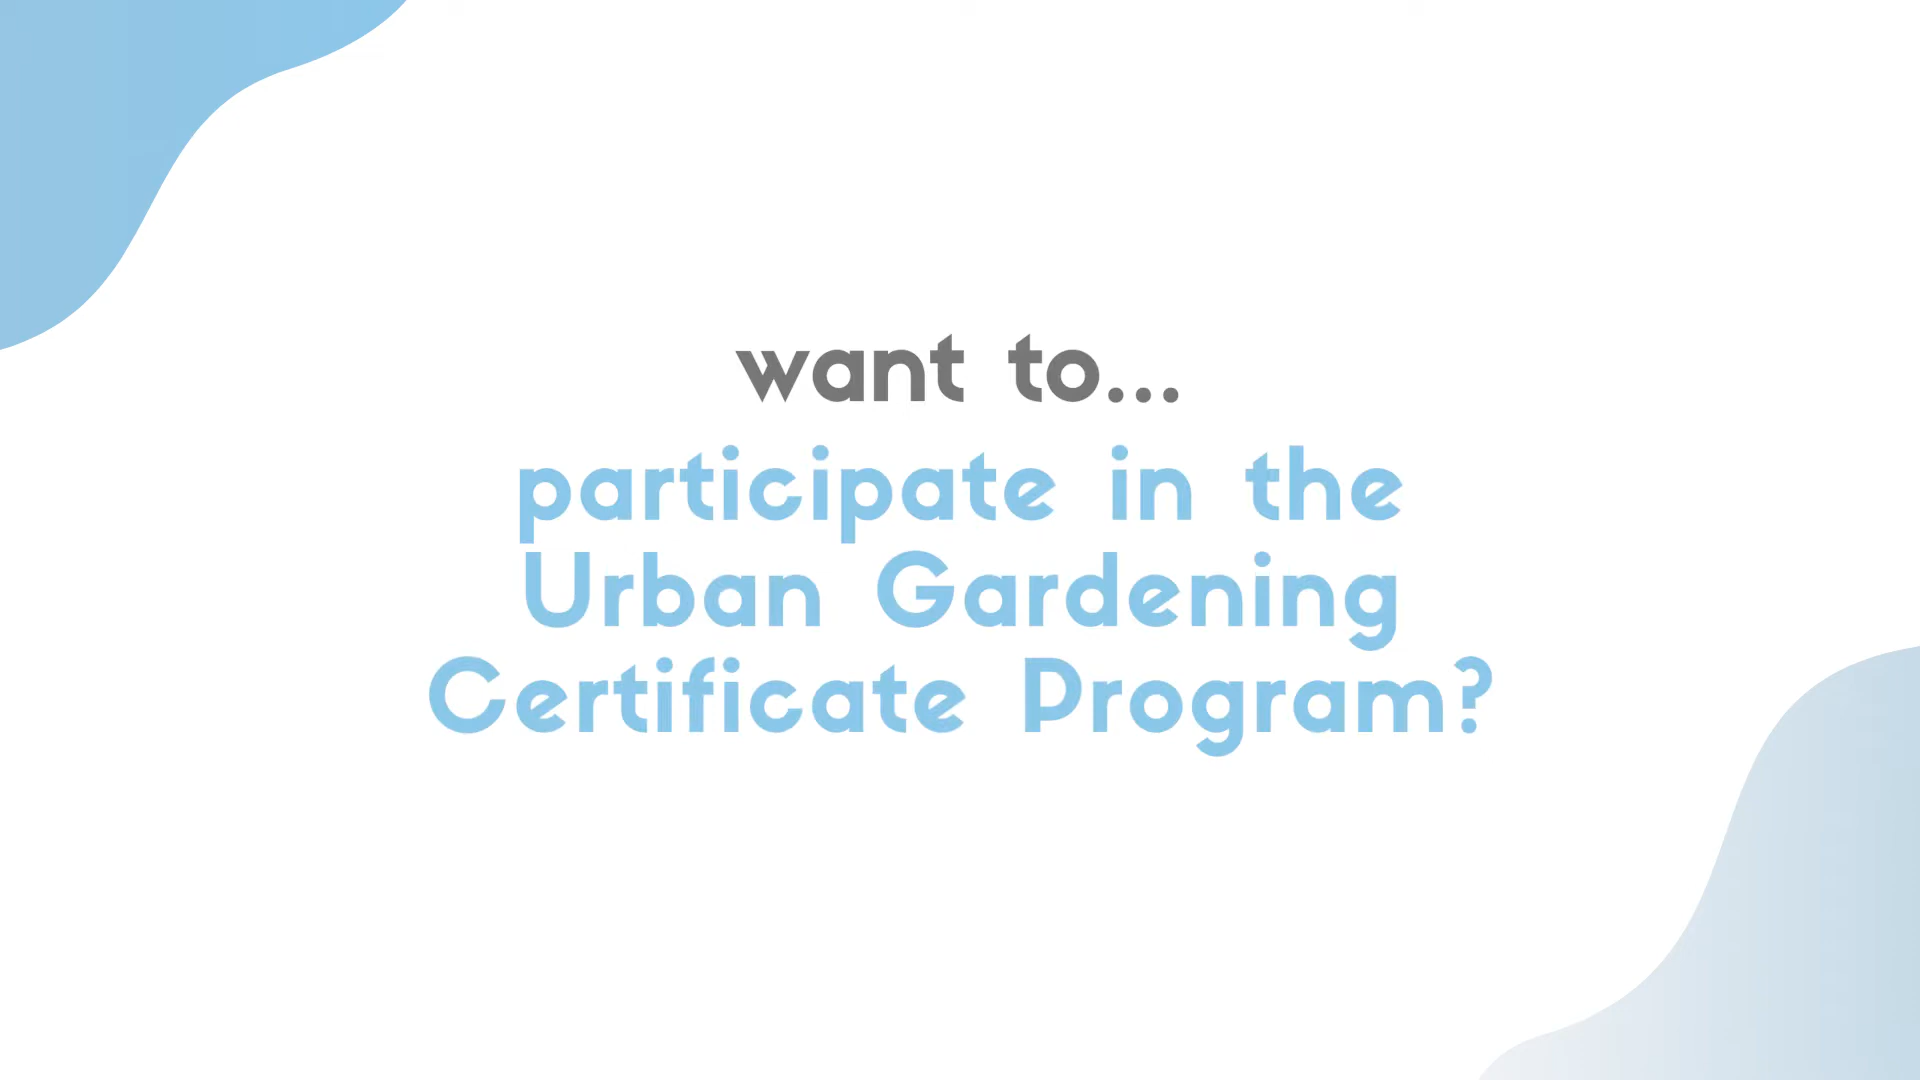 want to...
participate in the
Urban Gardening
Certificate Program?